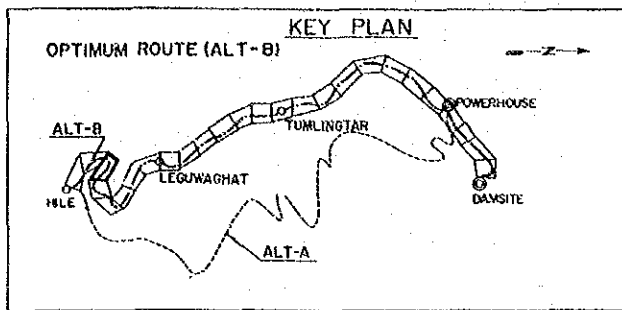 KEY PLAN
OPTIMUM ROUTE (ALT-B)
Z
POWERHOUSE
TUMLINGTAR
ALT-B
LEGUWAGHAT
HILE
DAMSITE
ALT-A